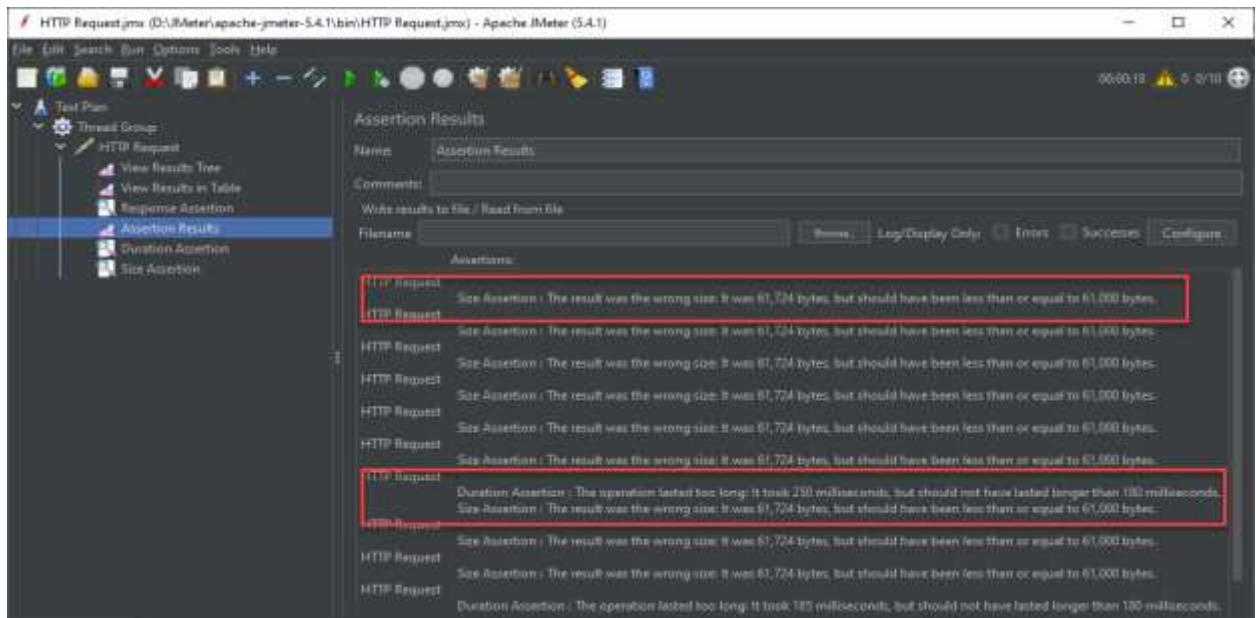 HTTP Request.jmx (D:\JMeter\apache-jmeter-5.4.1\bin\HTTP Request.jmx) - Apache JMeter (5.4.1)
File Edit Search Run Options Tools Help
00:00:18 0 0/10
Test Plan
Thread Group
HTTP Request
View Results Tree
View Results in Table
Response Assertion
Assertion Results
Duration Assertion
Size Assertion
Assertion Results
Name: Assertion Results
Comments:
Write results to file / Read from file
Filename Browse... Log/Display Only: Errors Successes Configure
Assertions:
HTTP Request
Size Assertion : The result was the wrong size: It was 61,724 bytes, but should have been less than or equal to 61,000 bytes.
HTTP Request
Size Assertion : The result was the wrong size: It was 61,724 bytes, but should have been less than or equal to 61,000 bytes.
HTTP Request
Size Assertion : The result was the wrong size: It was 61,724 bytes, but should have been less than or equal to 61,000 bytes.
HTTP Request
Size Assertion : The result was the wrong size: It was 61,724 bytes, but should have been less than or equal to 61,000 bytes.
HTTP Request
Size Assertion : The result was the wrong size: It was 61,724 bytes, but should have been less than or equal to 61,000 bytes.
HTTP Request
Size Assertion : The result was the wrong size: It was 61,724 bytes, but should have been less than or equal to 61,000 bytes.
HTTP Request
Duration Assertion : The operation lasted too long: It took 250 milliseconds, but should not have lasted longer than 180 milliseconds.
Size Assertion : The result was the wrong size: It was 61,724 bytes, but should have been less than or equal to 61,000 bytes.
HTTP Request
Size Assertion : The result was the wrong size: It was 61,724 bytes, but should have been less than or equal to 61,000 bytes.
HTTP Request
Size Assertion : The result was the wrong size: It was 61,724 bytes, but should have been less than or equal to 61,000 bytes.
HTTP Request
Duration Assertion : The operation lasted too long: It took 185 milliseconds, but should not have lasted longer than 180 milliseconds.